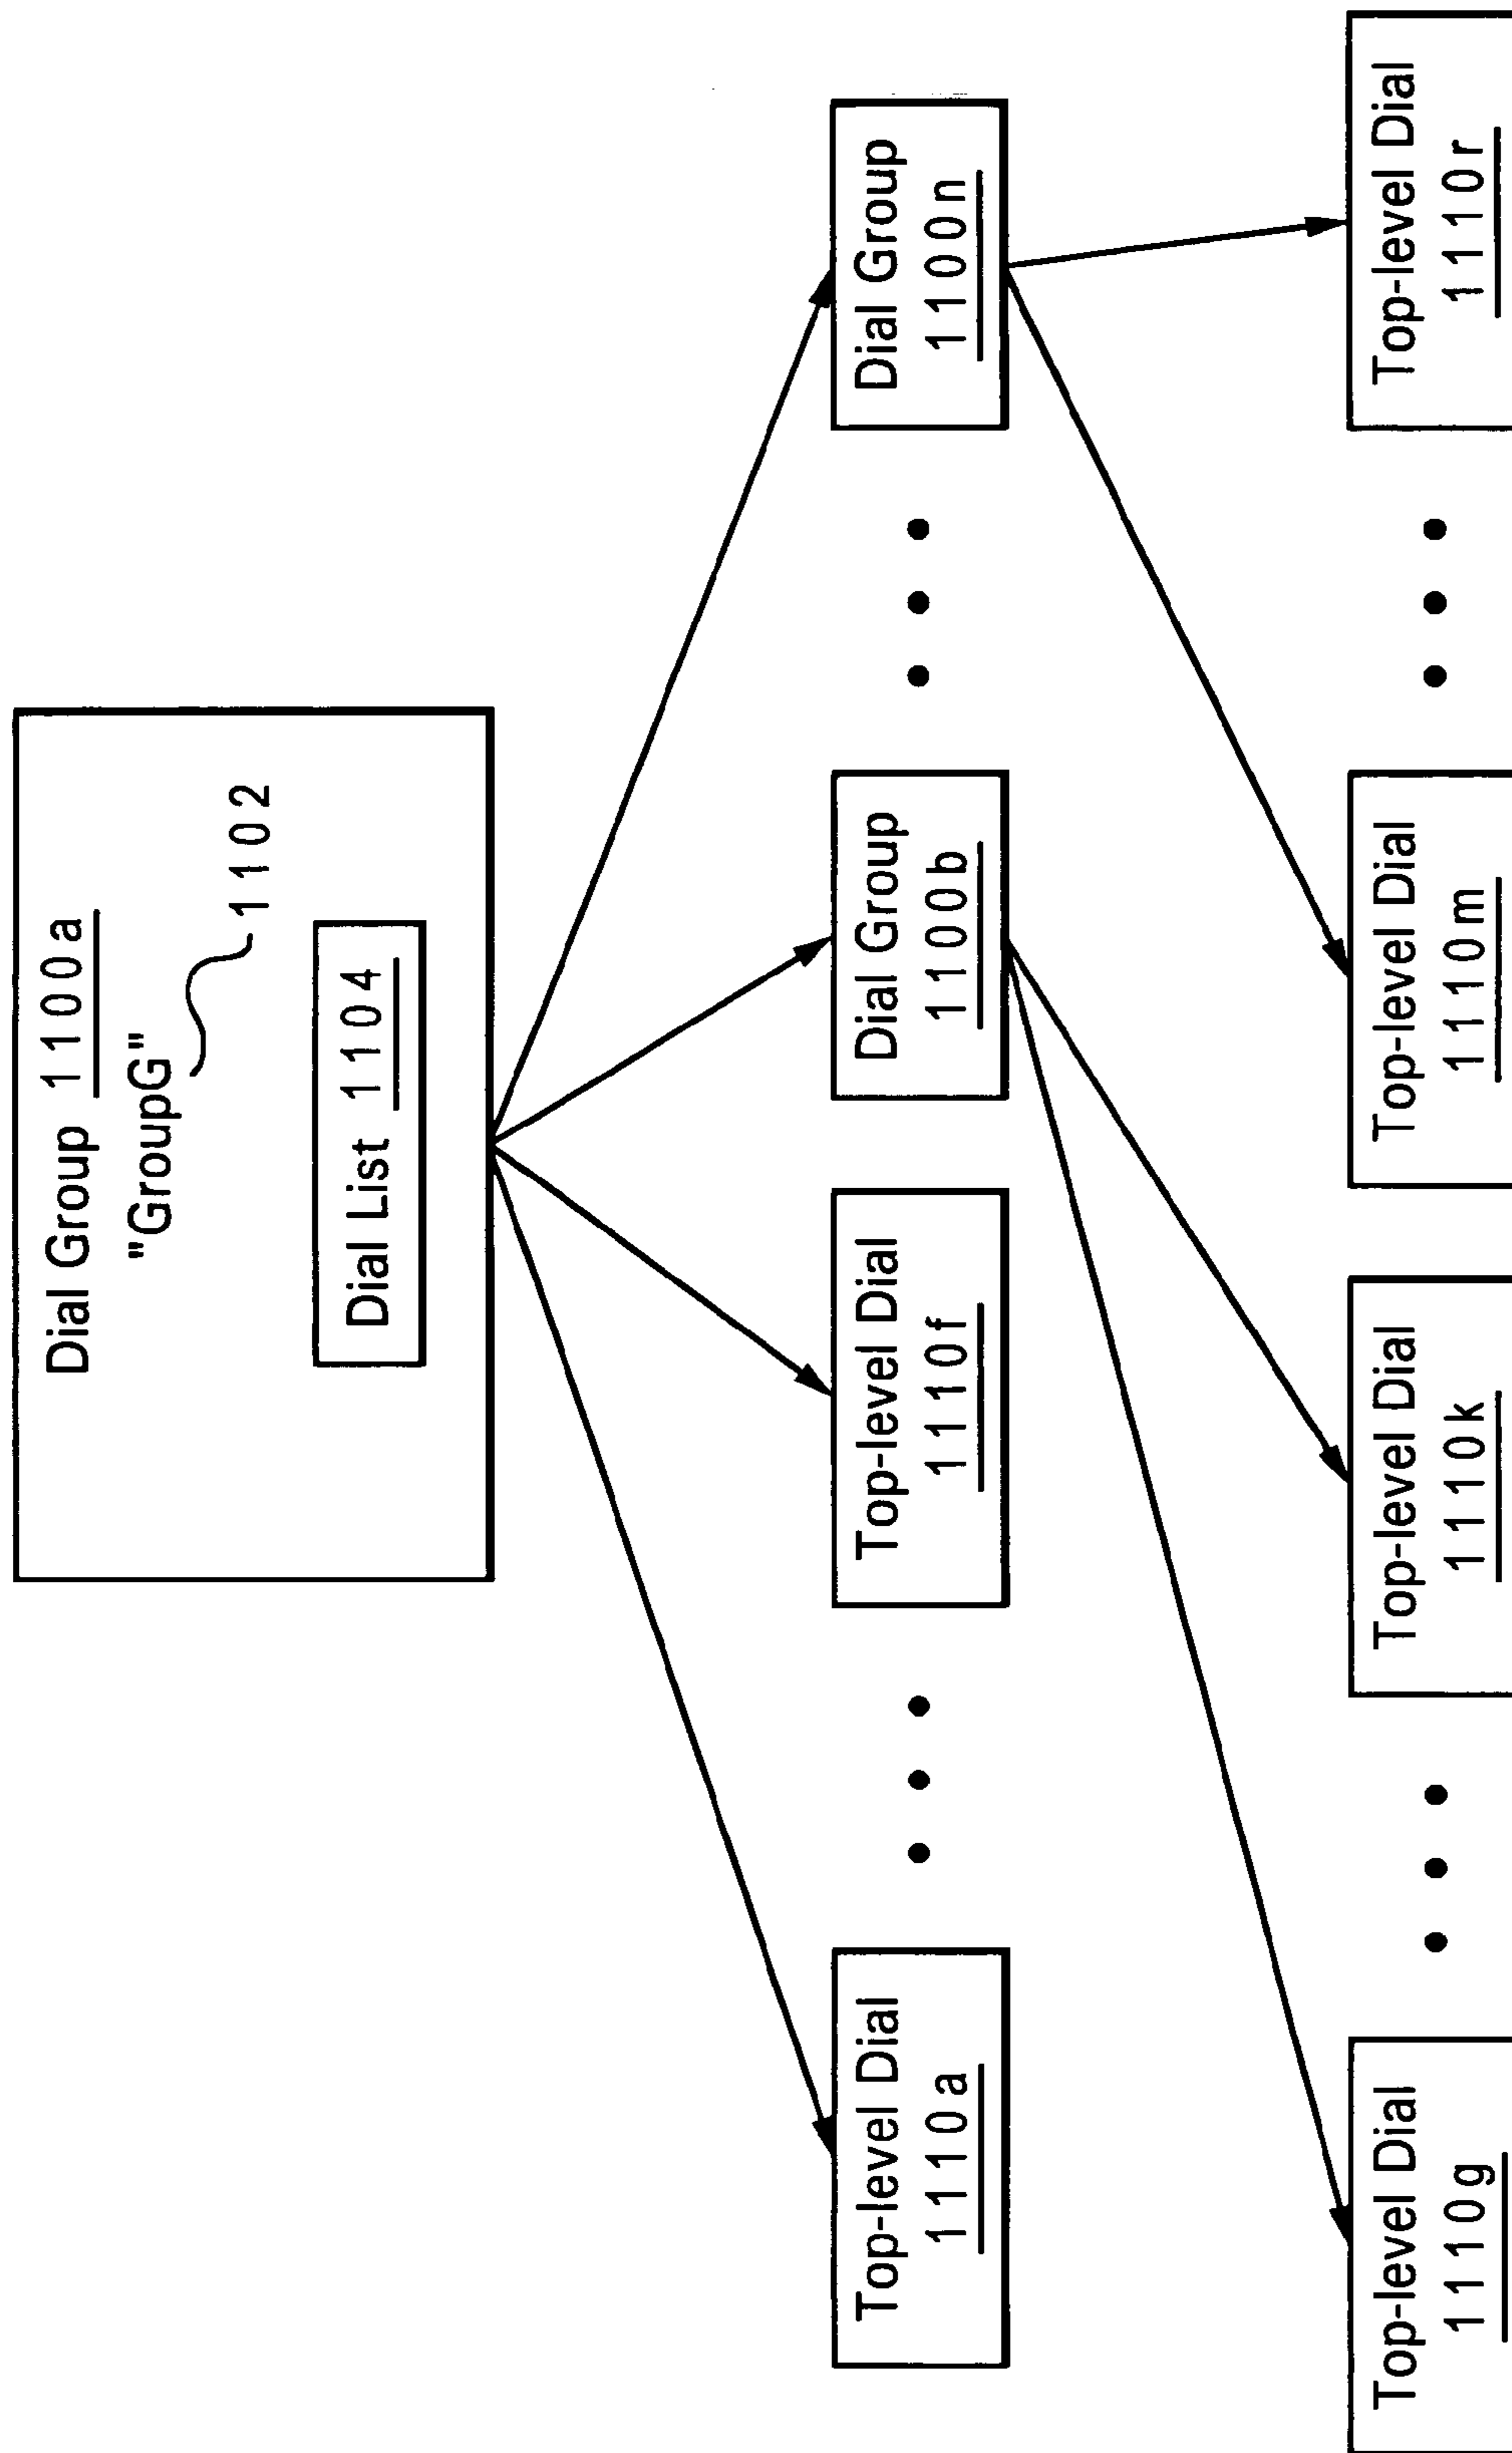 Dial Group 1100a
"GroupG"
1102
Dial List 1104
Top-level Dial
1110a
Top-level Dial
1110f
Dial Group
1100b
Dial Group
1100n
Top-level Dial
1110g
Top-level Dial
1110k
Top-level Dial
1110m
Top-level Dial
1110r